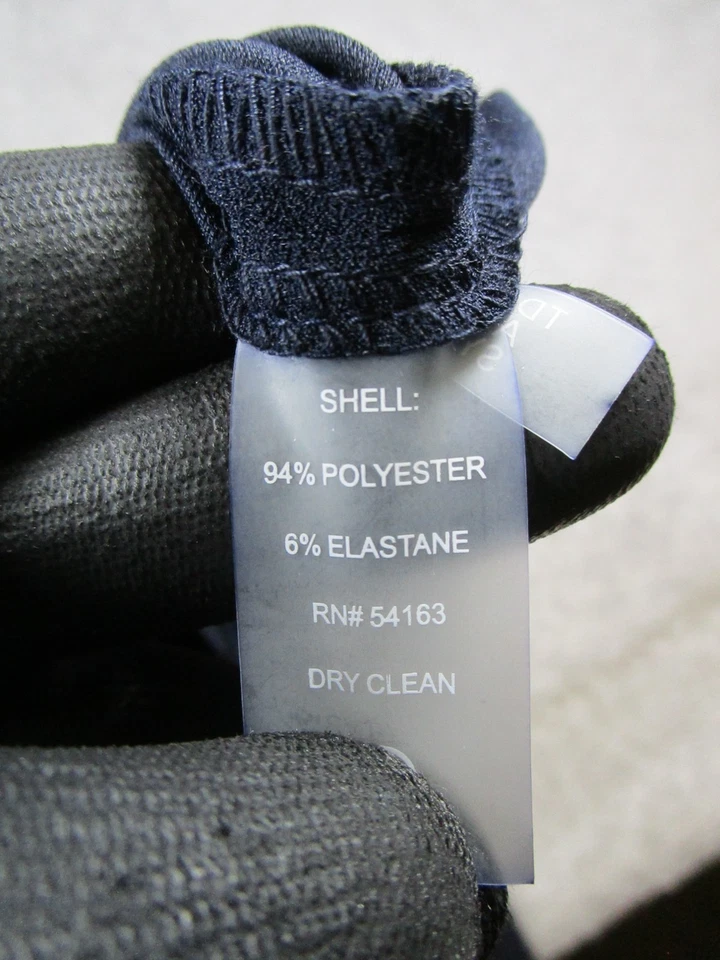 SHELL:
94% POLYESTER
6% ELASTANE
RN# 54163
DRY CLEAN